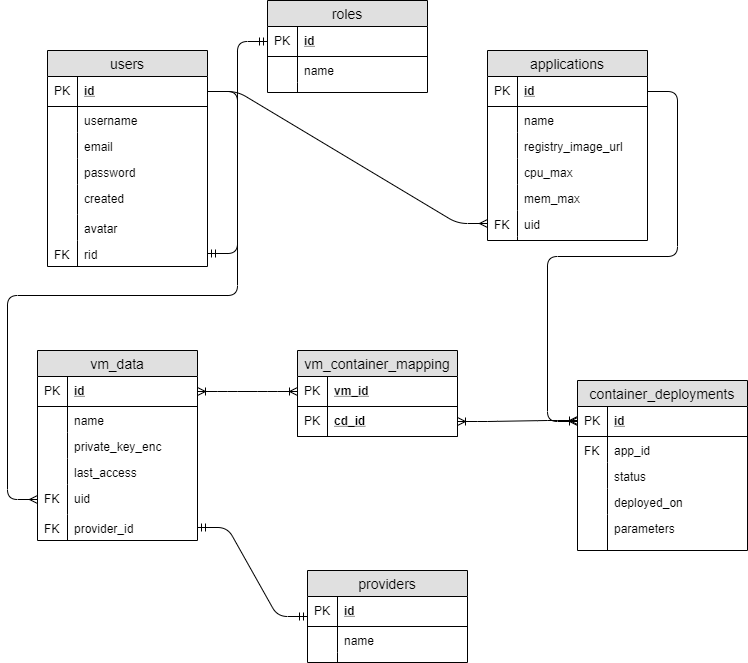 roles
PK id
name
users
PK id
username
email
password
created
avatar
FK rid
applications
PK id
name
registry_image_url
cpu_max
mem_max
FK uid
vm_data
PK id
name
private_key_enc
last_access
FK uid
FK provider_id
vm_container_mapping
PK vm_id
PK cd_id
container_deployments
PK id
FK app_id
status
deployed_on
parameters
providers
PK id
name